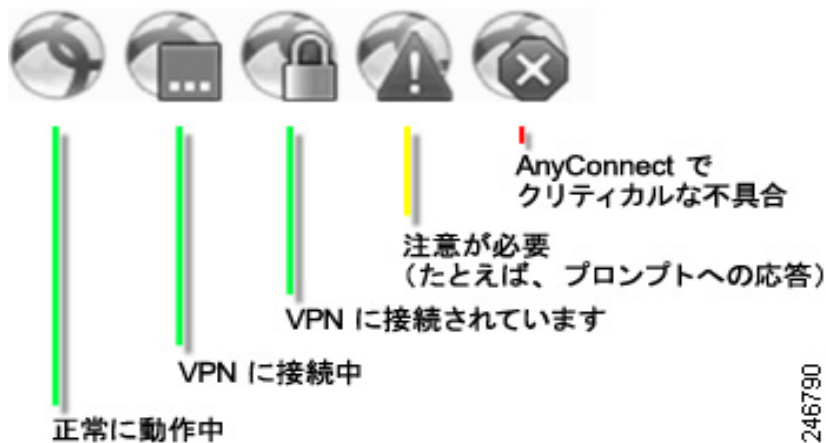 AnyConnect で
クリティカルな不具合
注意が必要
（たとえば、プロンプトへの応答）
VPN に接続されています
VPN に接続中
正常に動作中
246790